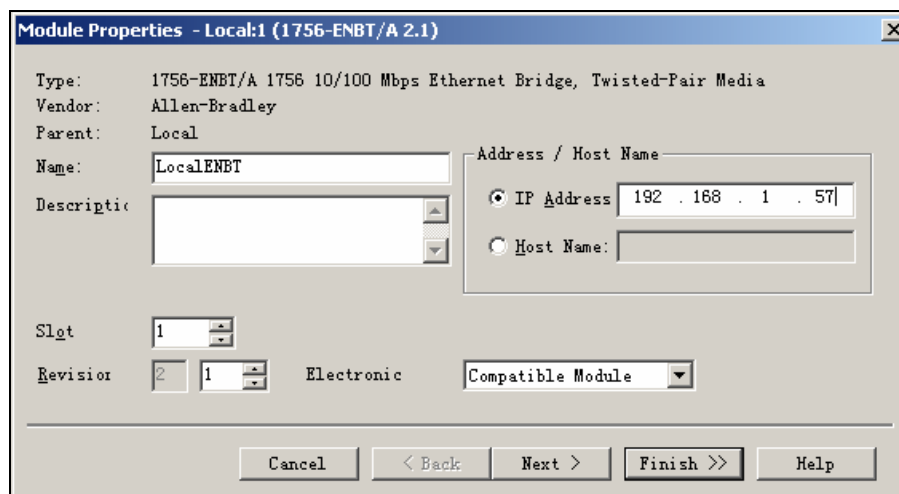 Module Properties - Local:1 (1756-ENBT/A 2.1)
Type: 1756-ENBT/A 1756 10/100 Mbps Ethernet Bridge, Twisted-Pair Media
Vendor: Allen-Bradley
Parent: Local
Name: LocalENBT
Address / Host Name
IP Address 192 . 168 . 1 . 57
Descriptic
Host Name:
Slot 1
Revisior 2 1 Electronic Compatible Module
Cancel < Back Next > Finish >> Help